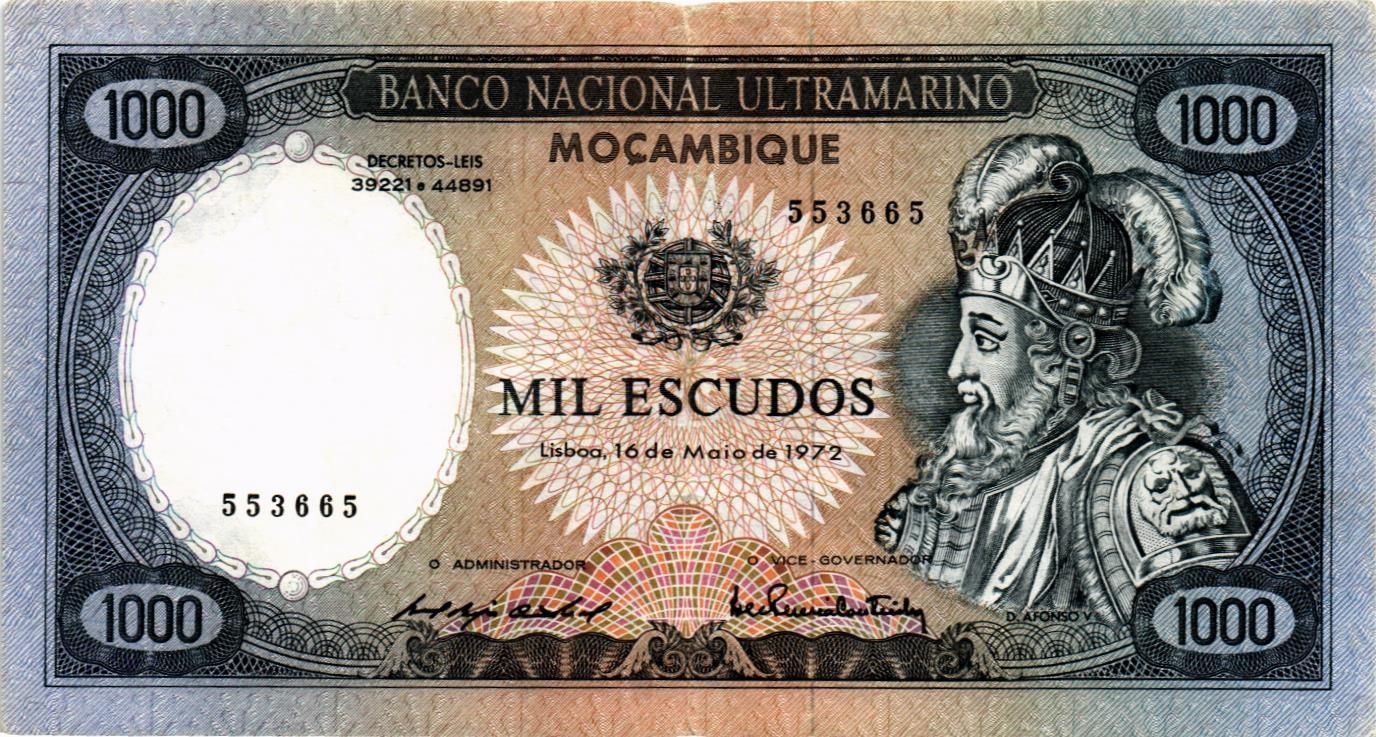 1000
BANCO NACIONAL ULTRAMARINO
1000
MOÇAMBIQUE
DECRETOS-LEIS
39221 e 44891
553665
MIL ESCUDOS
Lisboa, 16 de Maio de 1972
553665
O ADMINISTRADOR
O VICE-GOVERNADOR
D. AFONSO V
1000
1000